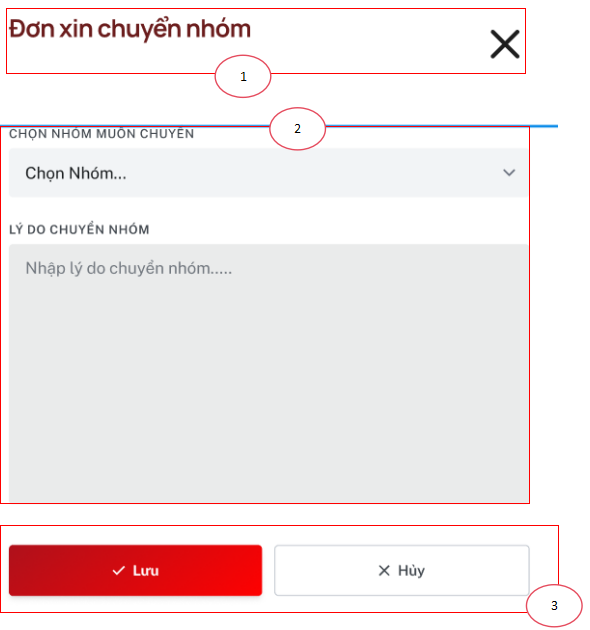 Đơn xin chuyển nhóm
1
2
CHỌN NHÓM MUỐN CHUYỂN
Chọn Nhóm...
LÝ DO CHUYỂN NHÓM
Nhập lý do chuyển nhóm.....
Lưu
Hủy
3